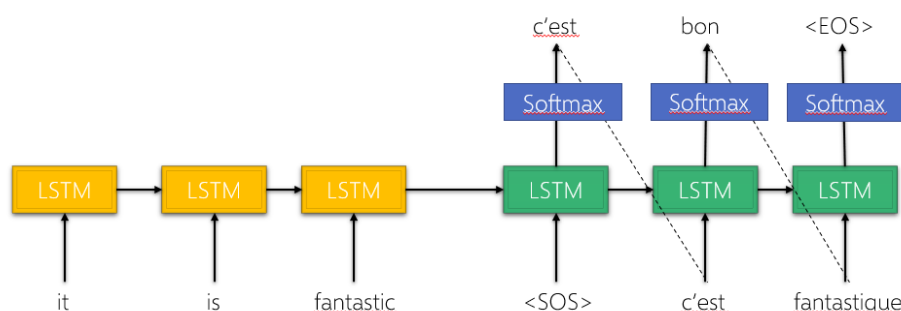 c'est bon <EOS>
Softmax Softmax Softmax
LSTM LSTM LSTM LSTM LSTM LSTM
it is fantastic <SOS> c'est fantastique